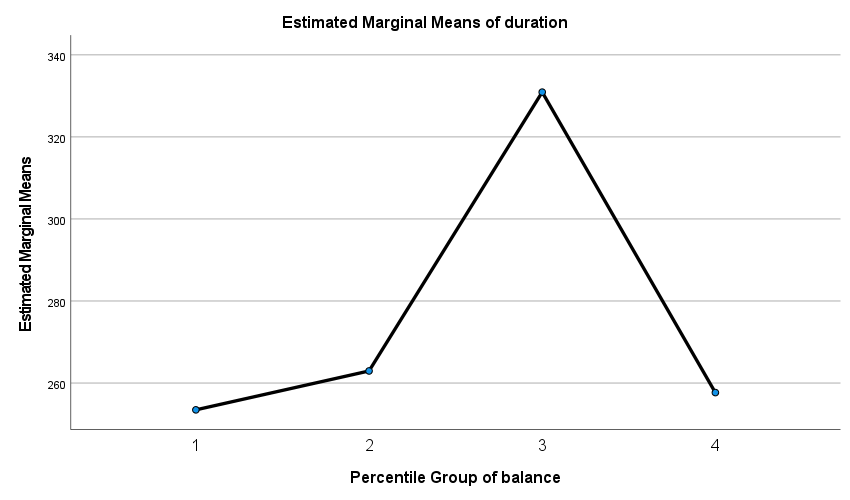 Estimated Marginal Means of duration
340
320
300
280
260
Estimated Marginal Means
1 2 3 4
Percentile Group of balance